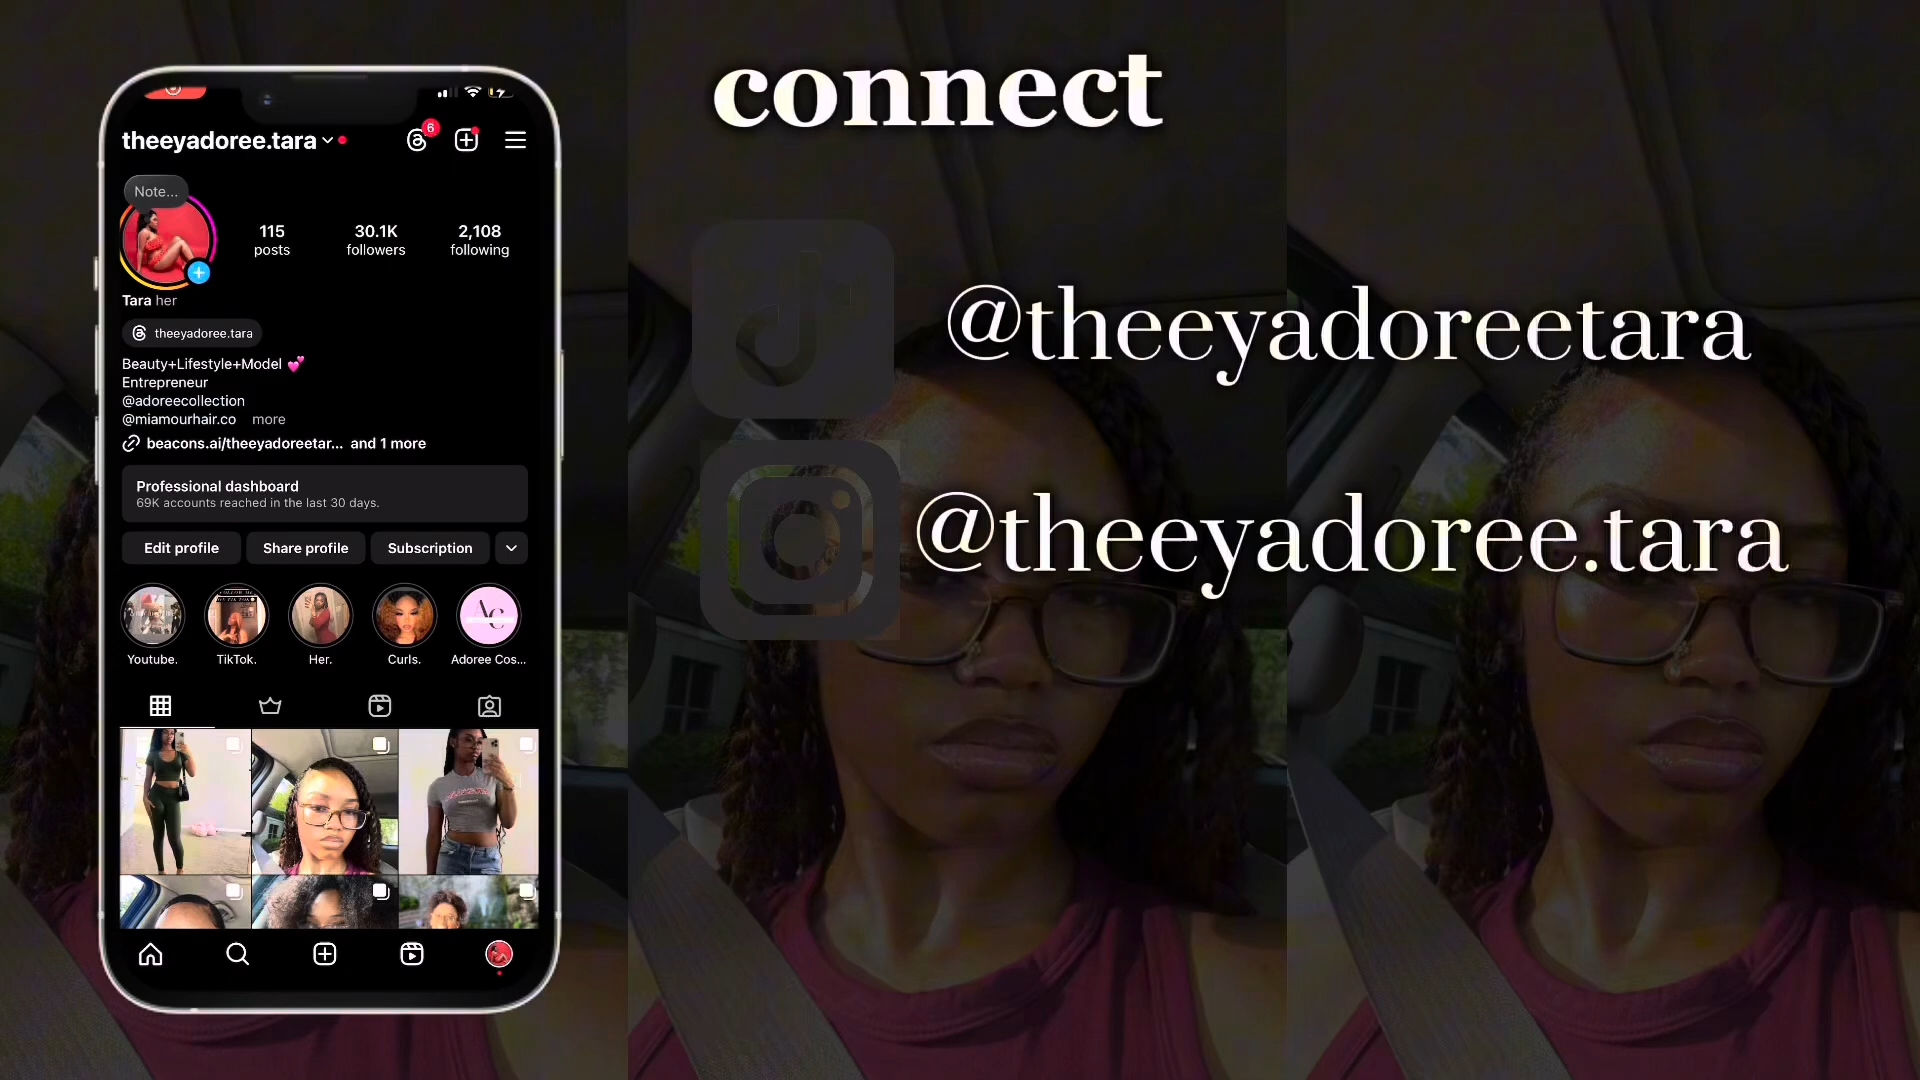 connect
theeyadoree.tara
6
Note...
115 posts
30.1K followers
2,108 following
Tara her
theeyadoree.tara
Beauty+Lifestyle+Model 💕
Entrepreneur
@adoreecollection
@miamourhair.co more
beacons.ai/theeyadoreetar... and 1 more
Professional dashboard
69K accounts reached in the last 30 days.
Edit profile
Share profile
Subscription
Youtube.
TikTok.
Her.
Curls.
Adoree Cos...
@theeyadoreetara
@theeyadoree.tara